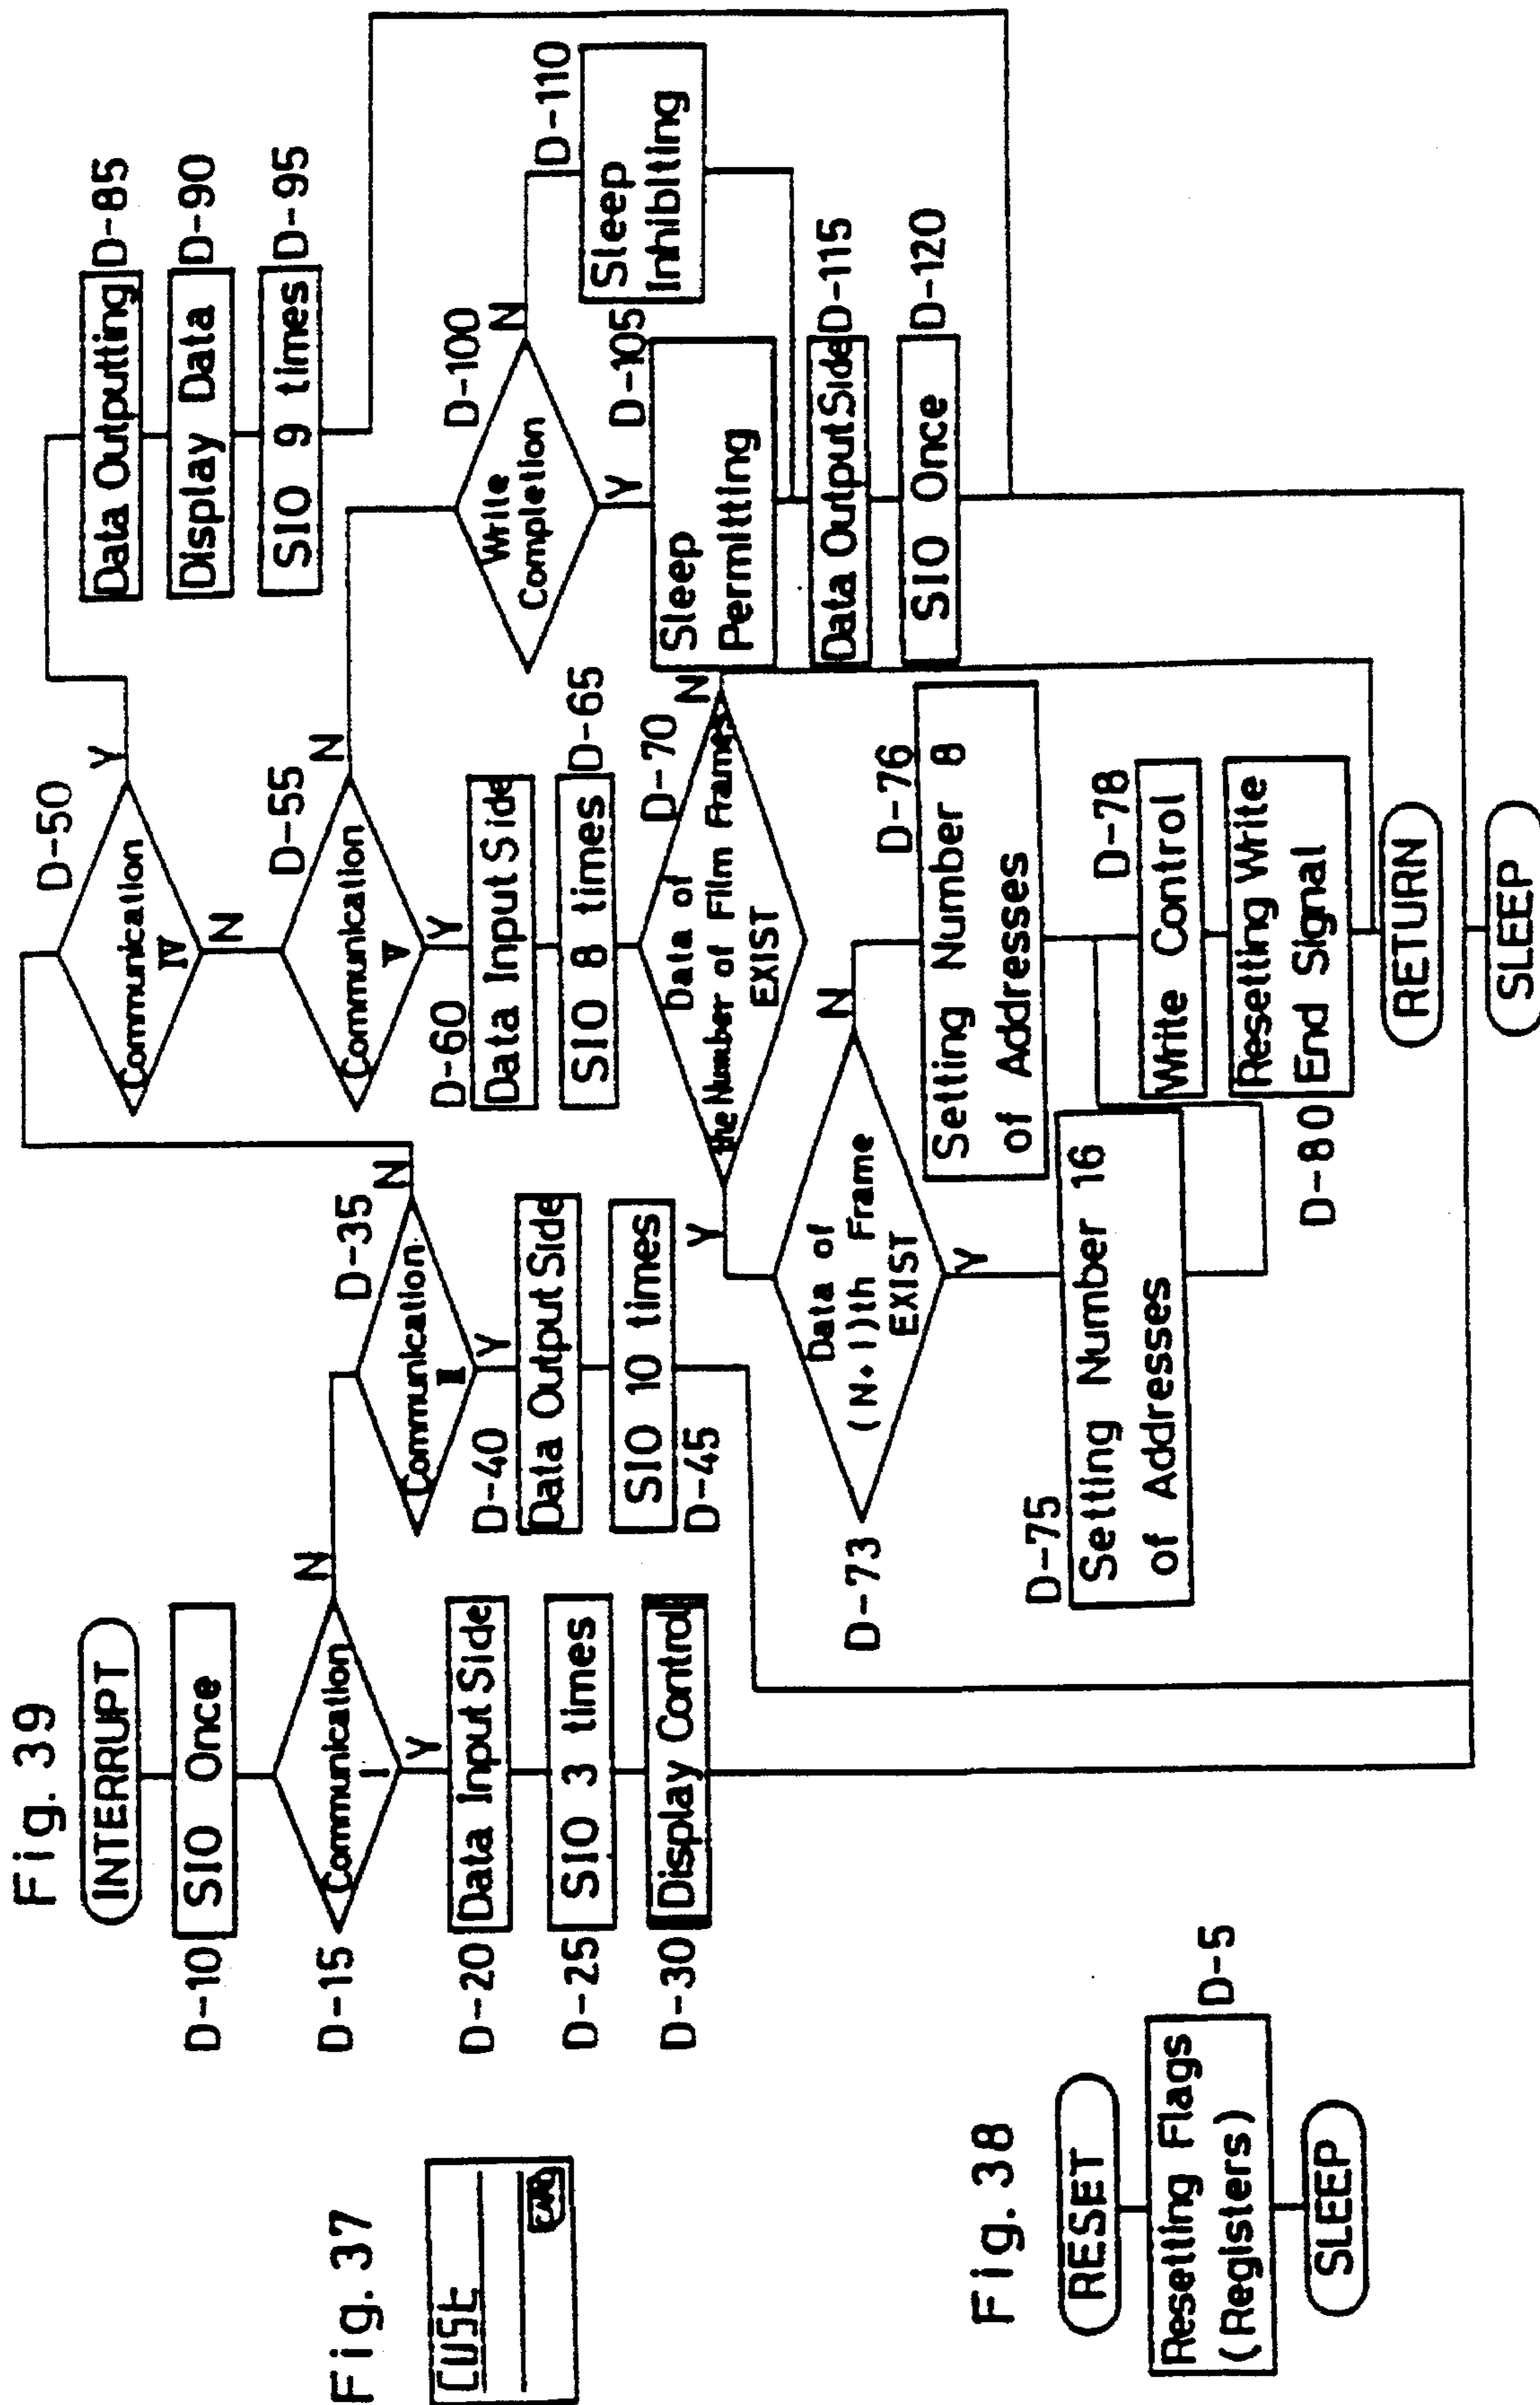 Fig. 37
CUSt
CARD
Fig. 38
RESET
Resetting Flags
(Registers)
D-5
SLEEP
Fig. 39
INTERRUPT
D-10
SIO Once
D-15
Communication
I
N
Y
D-20
Data Input Side
D-25
SIO 3 times
D-30
Display Control
D-35
Communication
II
N
Y
D-40
Data Output Side
SIO 10 times
D-45
D-50
Communication
IV
Y
N
D-55
Communication
V
N
Y
D-60
Data Input Side
SIO 8 times
D-65
D-70
Data of
the Number of Film Frames
EXIST
N
Y
D-73
Data of
(N+1)th Frame
EXIST
N
Y
D-75
Setting Number 16
of Addresses
D-76
Setting Number 8
of Addresses
D-78
Write Control
D-80
Resetting Write
End Signal
RETURN
Data Outputting
D-85
Display Data
D-90
SIO 9 times
D-95
D-100
Write
Completion
N
Y
D-105
Sleep
Permitting
D-110
Sleep
Inhibiting
Data Output Side
D-115
SIO Once
D-120
SLEEP